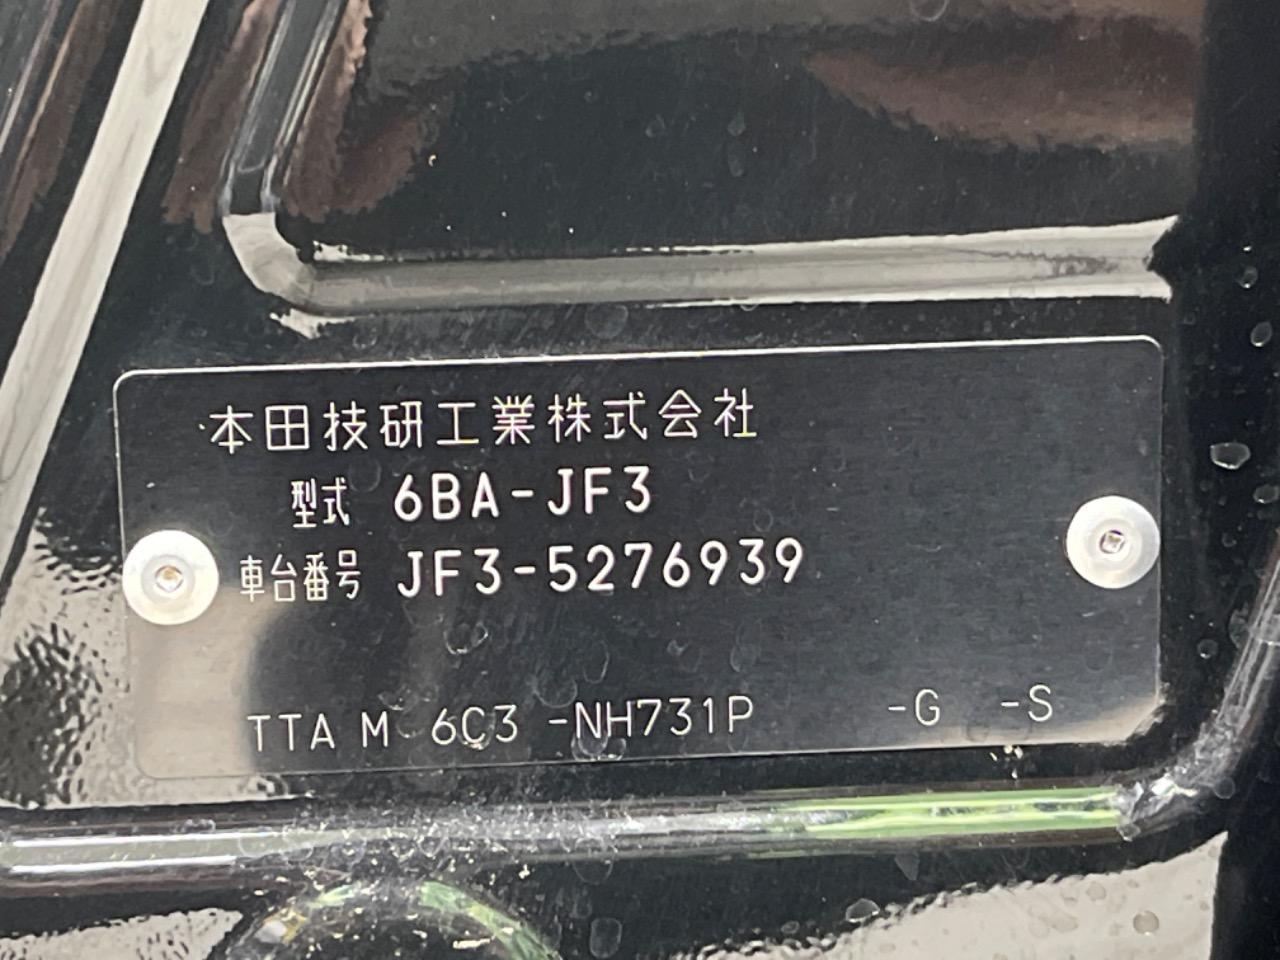 本田技研工業株式会社
型式 6BA-JF3
車台番号 JF3-5276939
TTA M 6C3 -NH731P -G -S